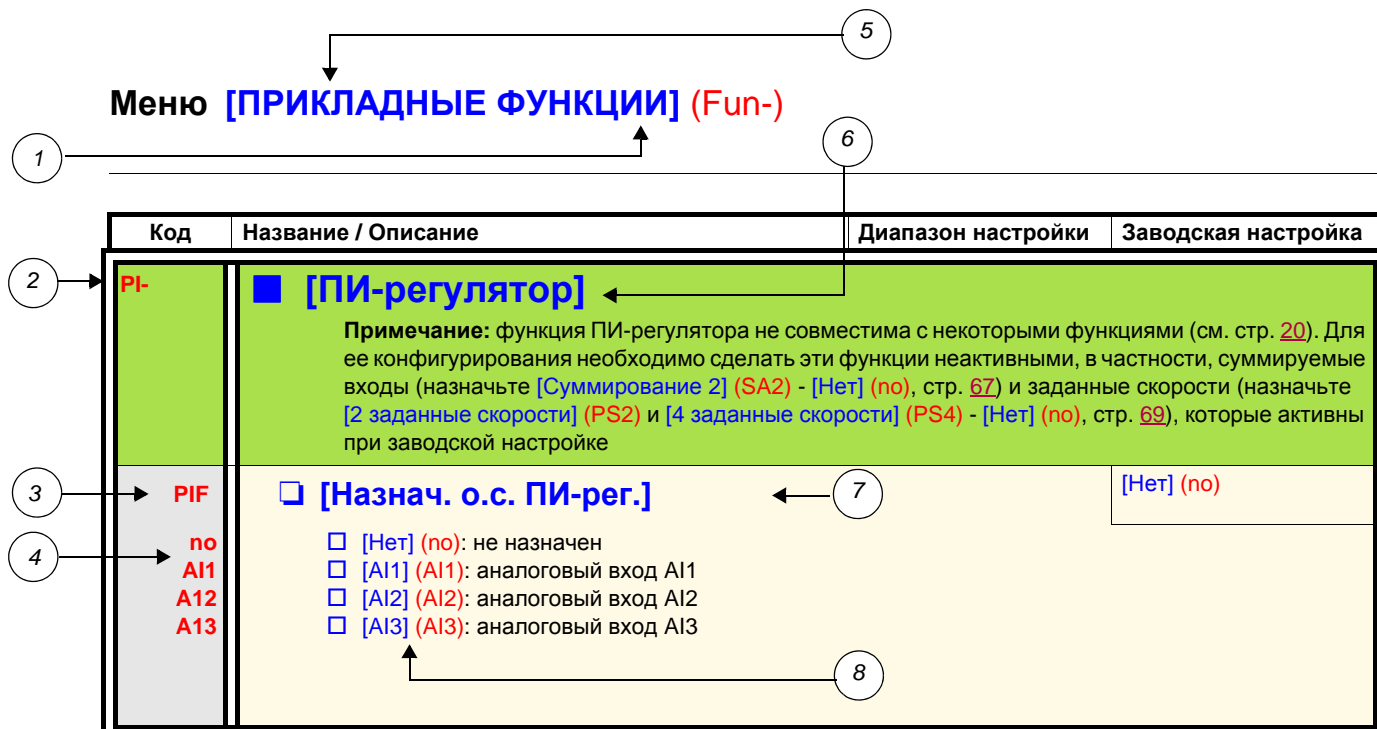 5
Меню [ПРИКЛАДНЫЕ ФУНКЦИИ] (Fun-)
1
6
Код Название / Описание Диапазон настройки Заводская настройка
2
PI- [ПИ-регулятор]
Примечание: функция ПИ-регулятора не совместима с некоторыми функциями (см. стр. 20). Для
ее конфигурирования необходимо сделать эти функции неактивными, в частности, суммируемые
входы (назначьте [Суммирование 2] (SA2) - [Нет] (no), стр. 67) и заданные скорости (назначьте
[2 заданные скорости] (PS2) и [4 заданные скорости] (PS4) - [Нет] (no), стр. 69), которые активны
при заводской настройке
3 PIF [Назнач. о.с. ПИ-рег.] 7 [Нет] (no)
no [Нет] (no): не назначен
4
AI1 [AI1] (AI1): аналоговый вход AI1
A12 [AI2] (AI2): аналоговый вход AI2
A13 [AI3] (AI3): аналоговый вход AI3
8